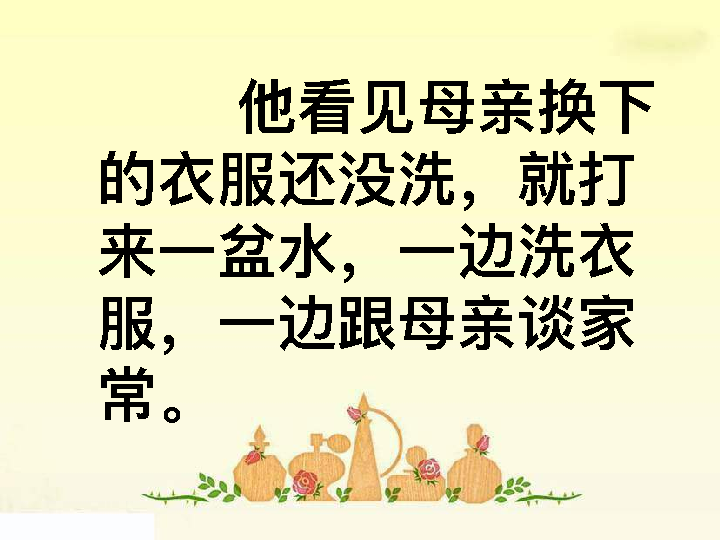 他看见母亲换下
的衣服还没洗，就打
来一盆水，一边洗衣
服，一边跟母亲谈家
常。